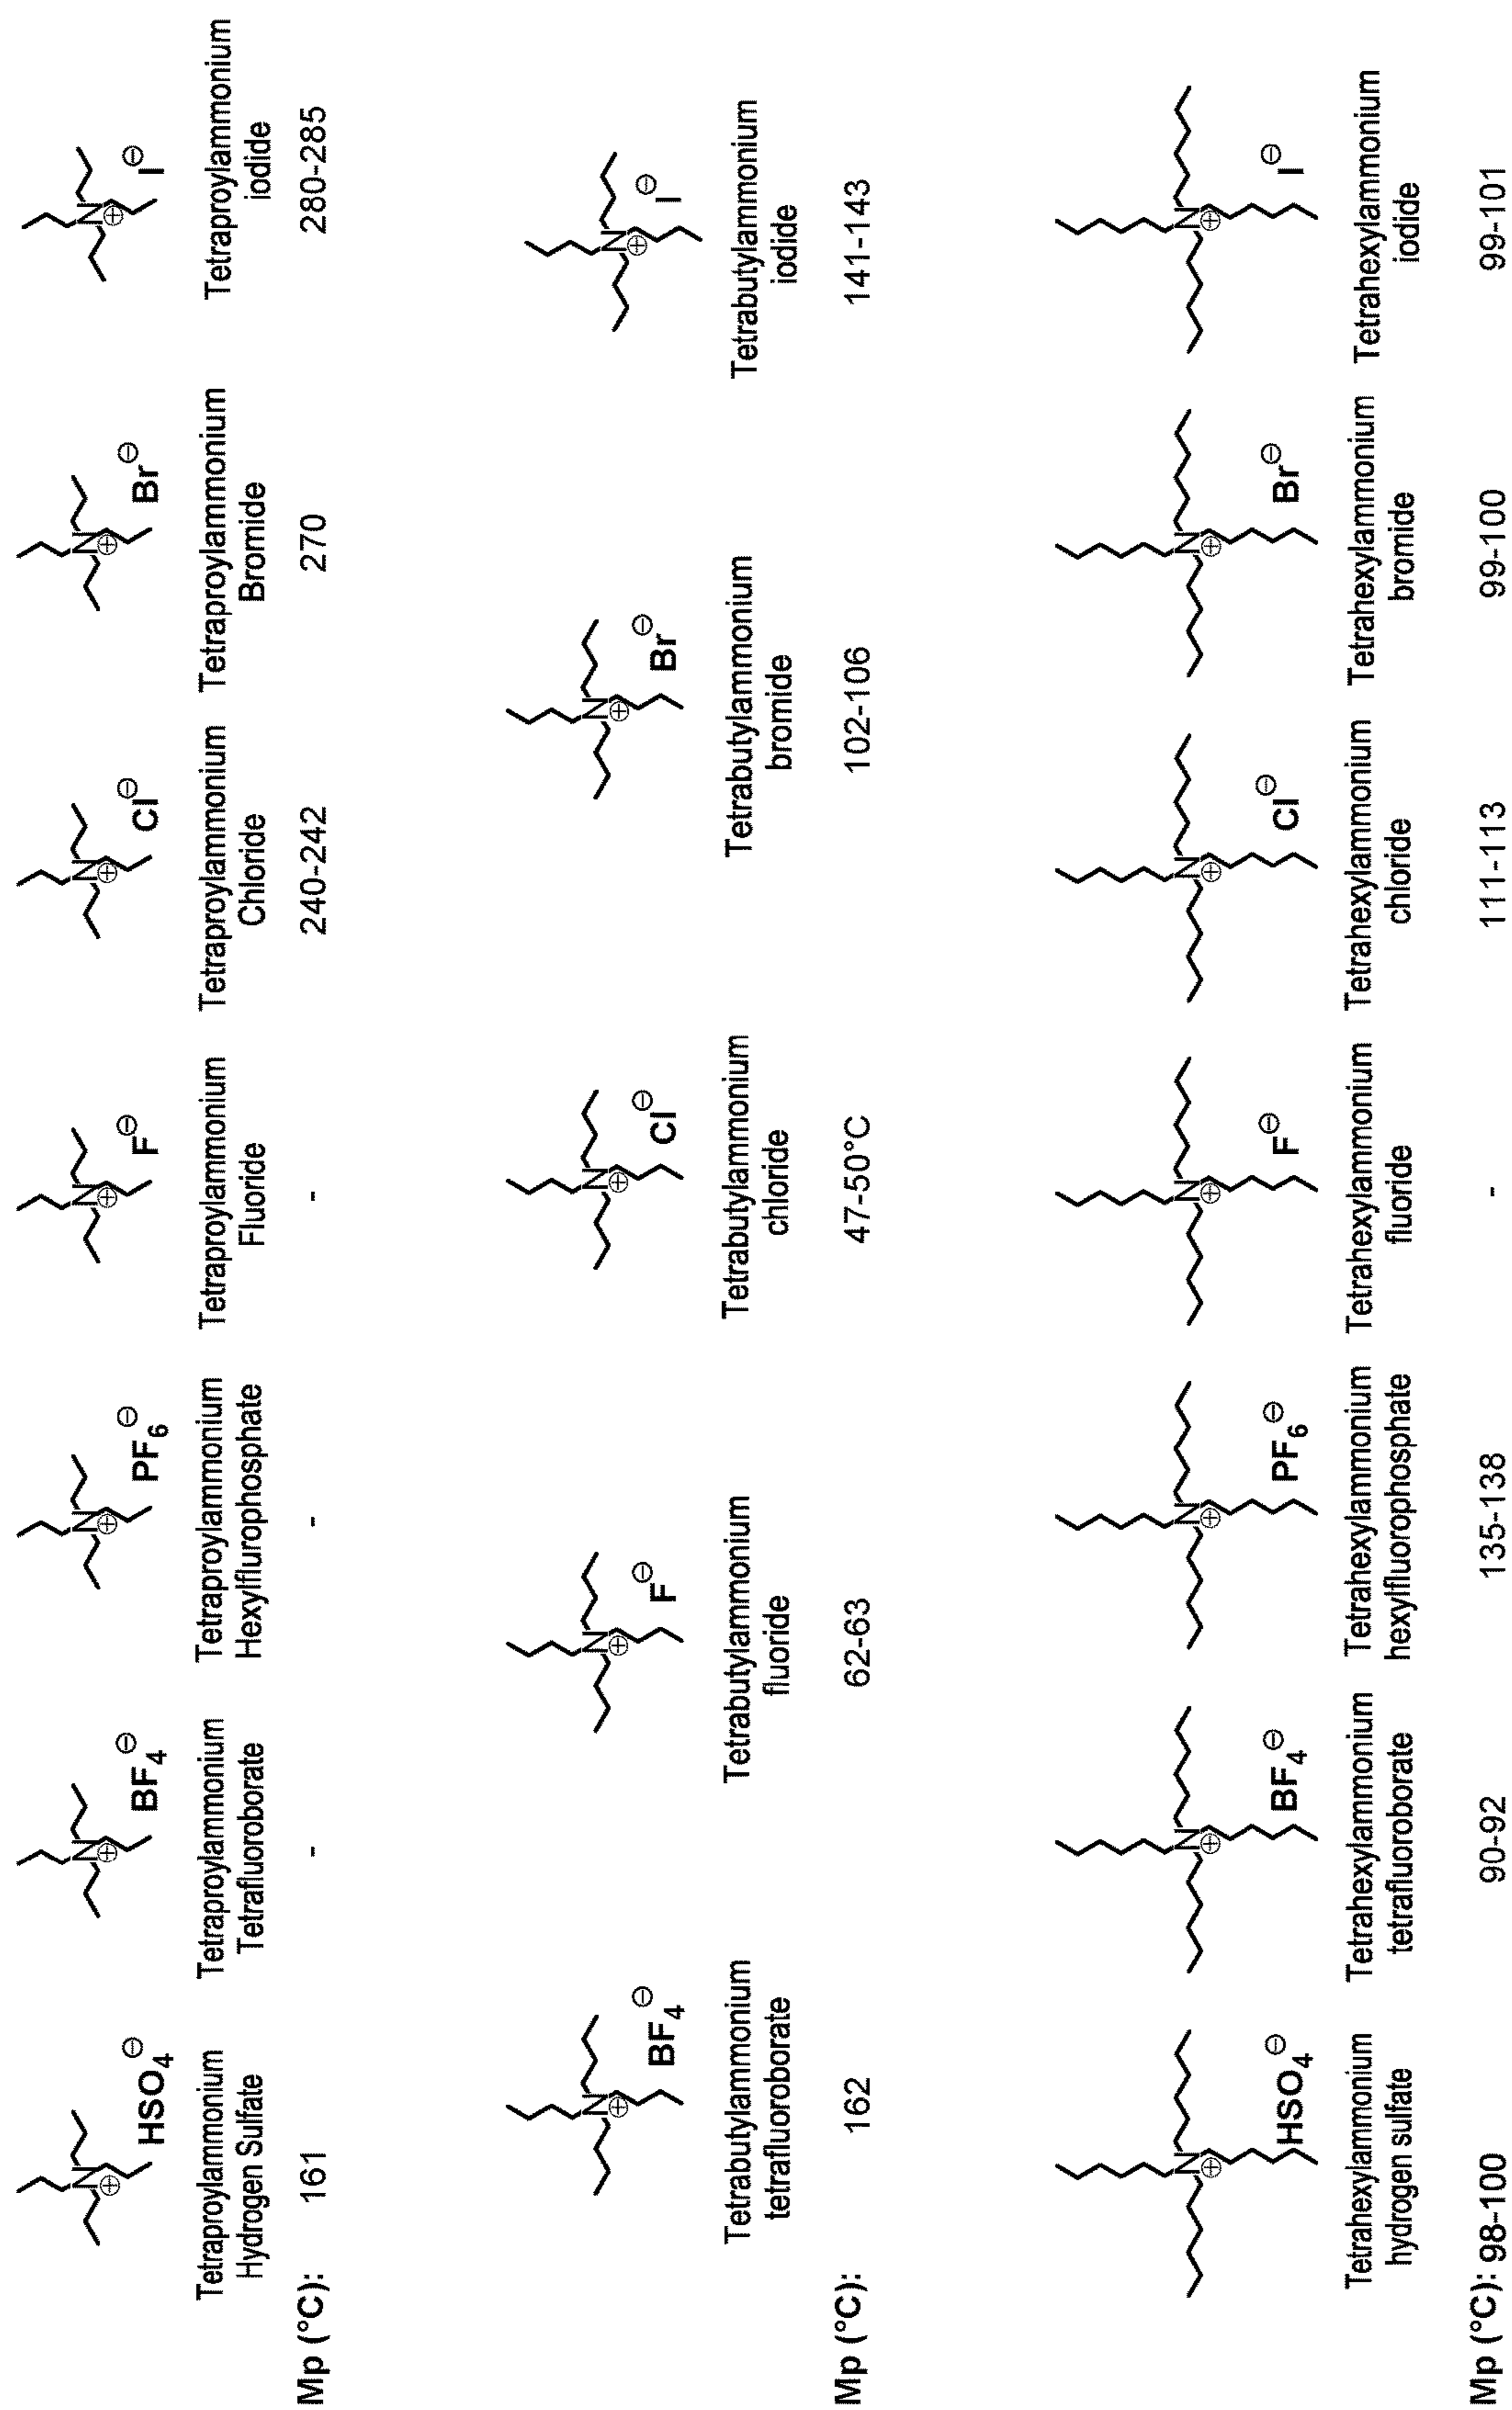 HSO4⊖
BF4⊖
PF6⊖
F⊖
Cl⊖
Br⊖
I⊖
N⊕
N⊕
N⊕
N⊕
N⊕
N⊕
N⊕
Tetraproylammonium
Hydrogen Sulfate
Tetraproylammonium
Tetrafluoroborate
Tetraproylammonium
Hexylflurophosphate
Tetraproylammonium
Fluoride
Tetraproylammonium
Chloride
Tetraproylammonium
Bromide
Tetraproylammonium
iodide
Mp (°C): 161 - - - 240-242 270 280-285
N⊕
N⊕
N⊕
N⊕
N⊕
BF4⊖
F⊖
Cl⊖
Br⊖
I⊖
Tetrabutylammonium
tetrafluoroborate
Tetrabutylammonium
fluoride
Tetrabutylammonium
chloride
Tetrabutylammonium
bromide
Tetrabutylammonium
iodide
Mp (°C): 162 62-63 47-50°C 102-106 141-143
N⊕
N⊕
N⊕
N⊕
N⊕
N⊕
N⊕
HSO4⊖
BF4⊖
PF6⊖
F⊖
Cl⊖
Br⊖
I⊖
Tetrahexylammonium
hydrogen sulfate
Tetrahexylammonium
tetrafluoroborate
Tetrahexylammonium
hexylfluorophosphate
Tetrahexylammonium
fluoride
Tetrahexylammonium
chloride
Tetrahexylammonium
bromide
Tetrahexylammonium
iodide
Mp (°C): 98-100 90-92 135-138 - 111-113 99-100 99-101